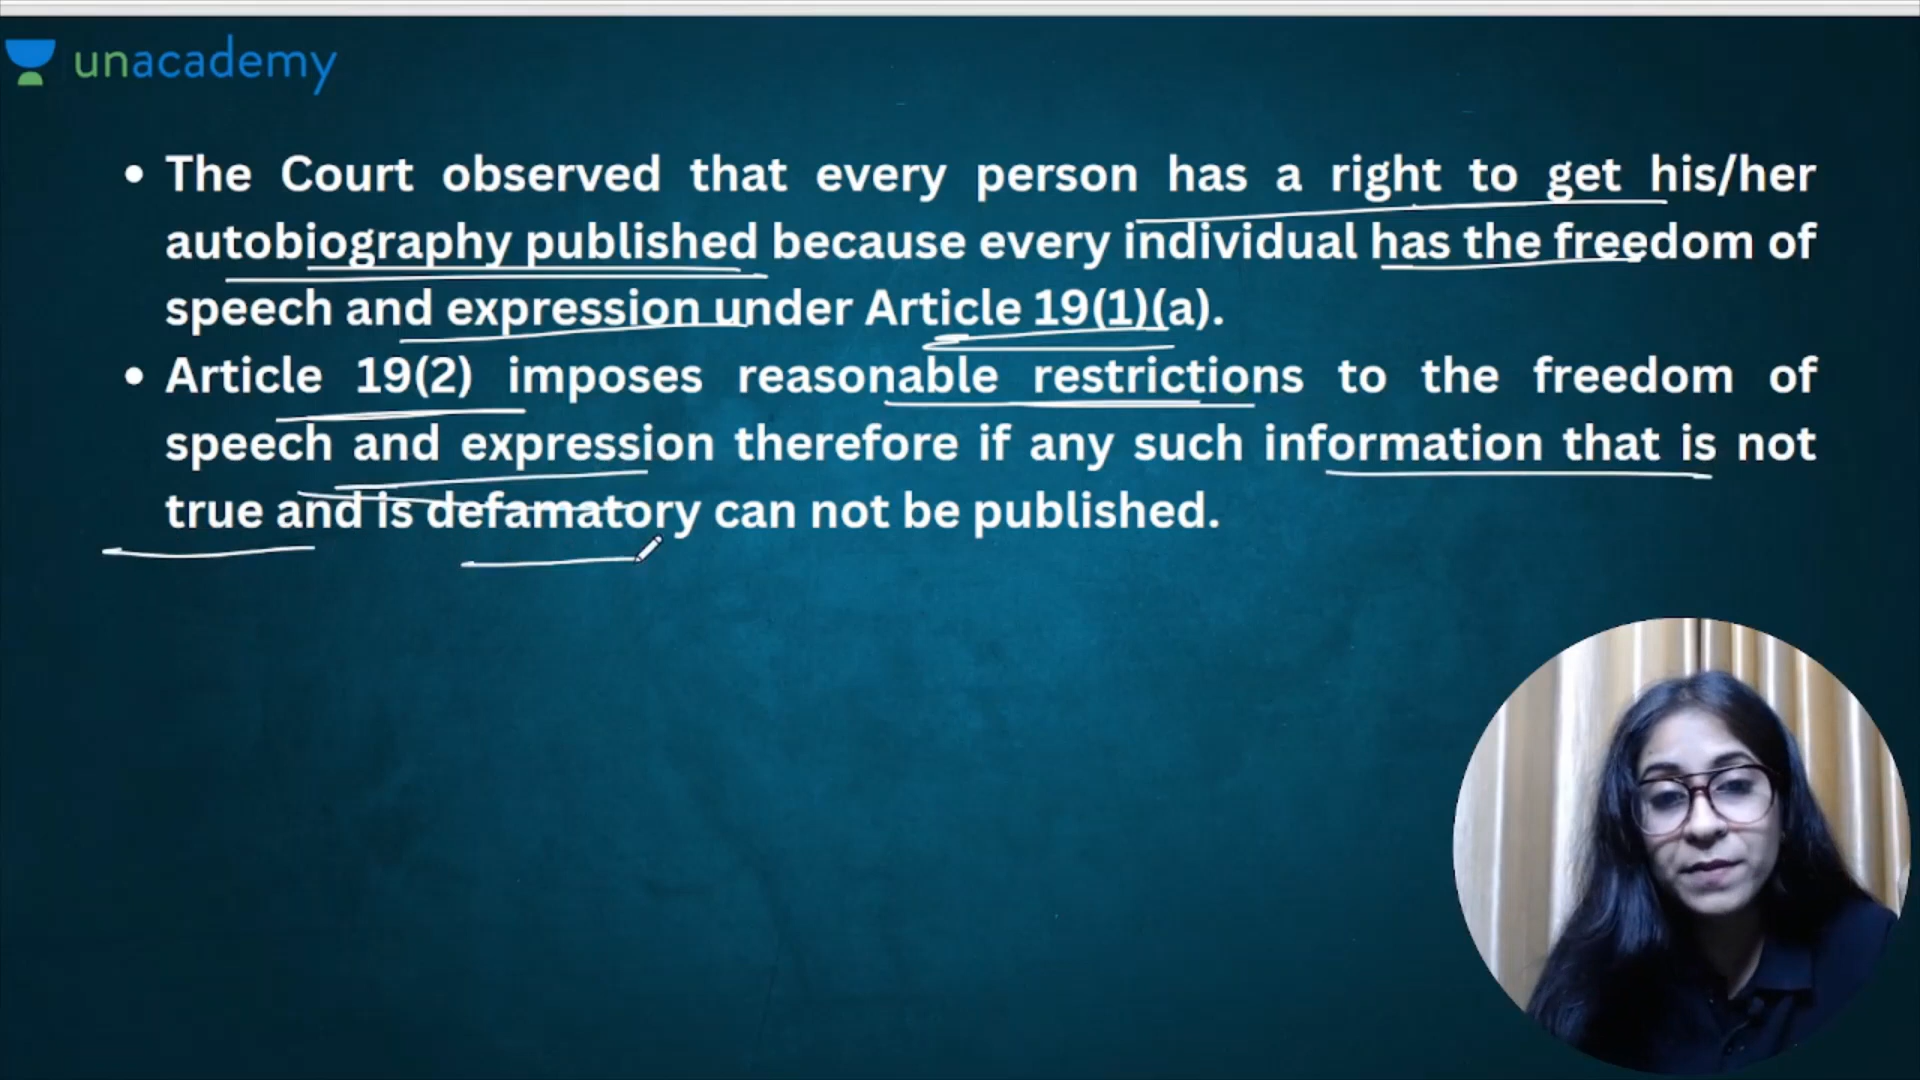 unacademy
• The Court observed that every person has a right to get his/her
autobiography published because every individual has the freedom of
speech and expression under Article 19(1)(a).
• Article 19(2) imposes reasonable restrictions to the freedom of
speech and expression therefore if any such information that is not
true and is defamatory can not be published.